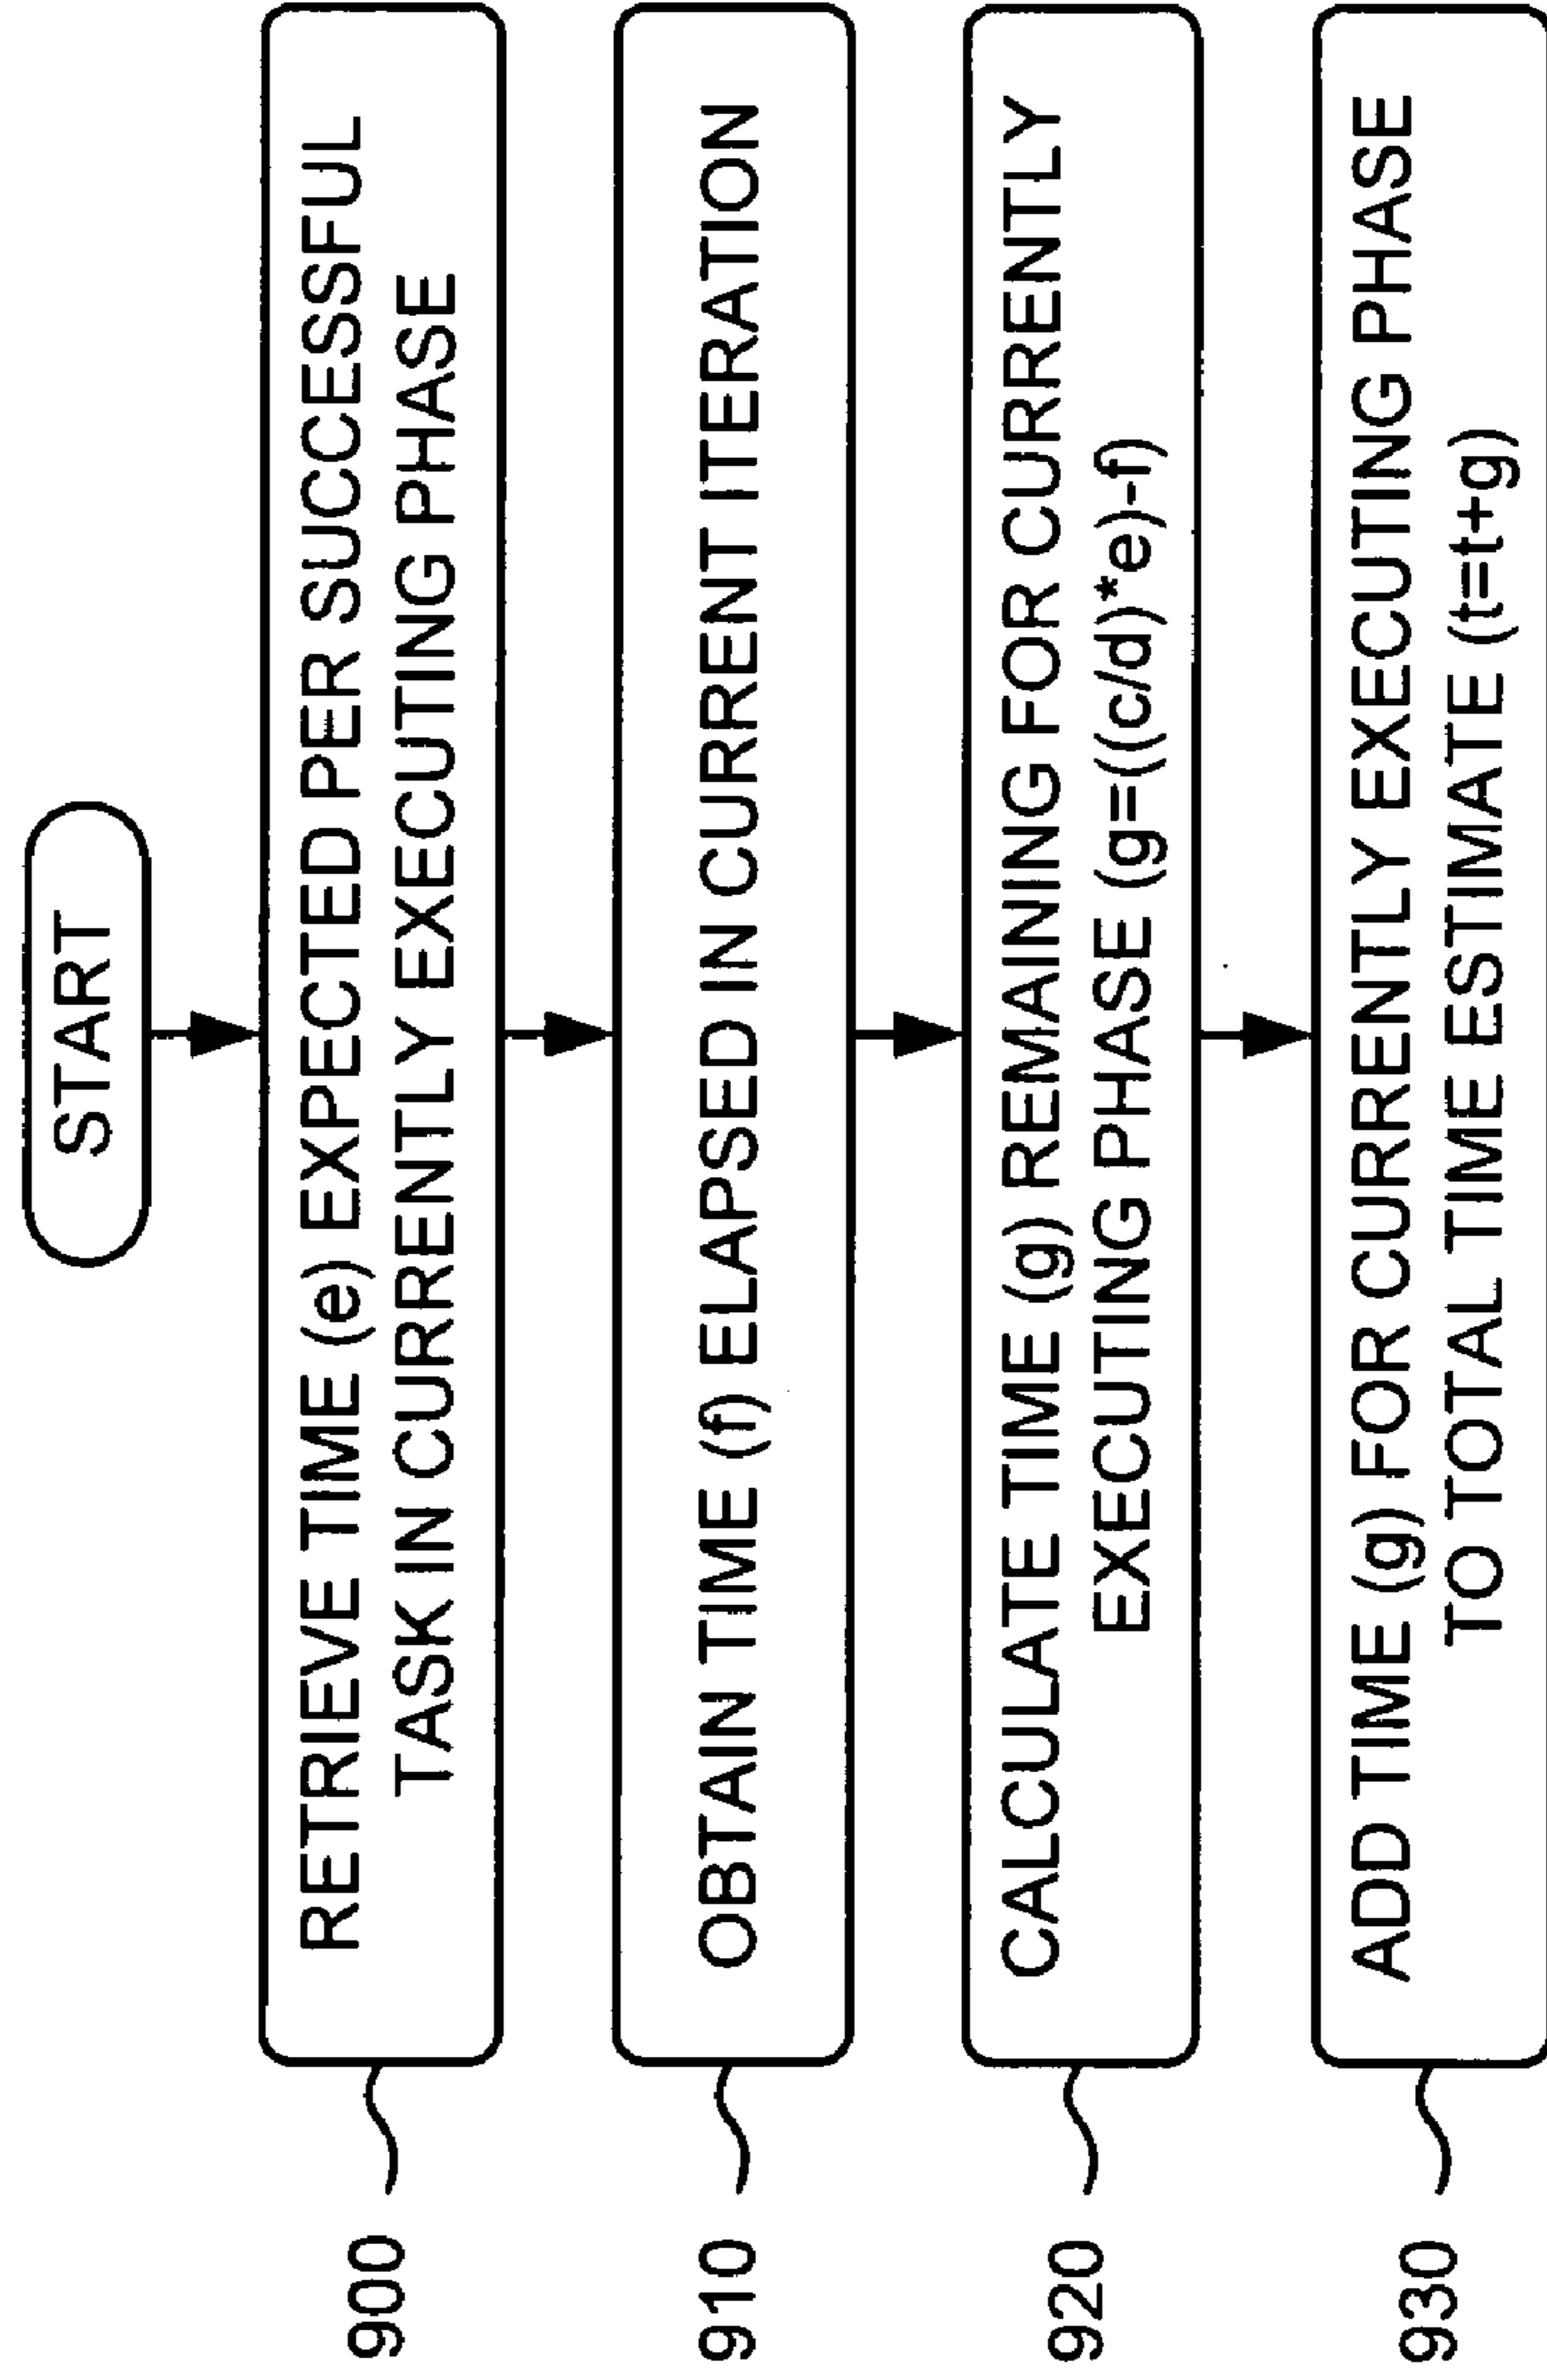 START
900
RETRIEVE TIME (e) EXPECTED PER SUCCESSFUL
TASK IN CURRENTLY EXECUTING PHASE
910
OBTAIN TIME (f) ELAPSED IN CURRENT ITERATION
920
CALCULATE TIME (g) REMAINING FOR CURRENTLY
EXECUTING PHASE (g=((c/d)*e)-f)
930
ADD TIME (g) FOR CURRENTLY EXECUTING PHASE
TO TOTAL TIME ESTIMATE (t=t+g)